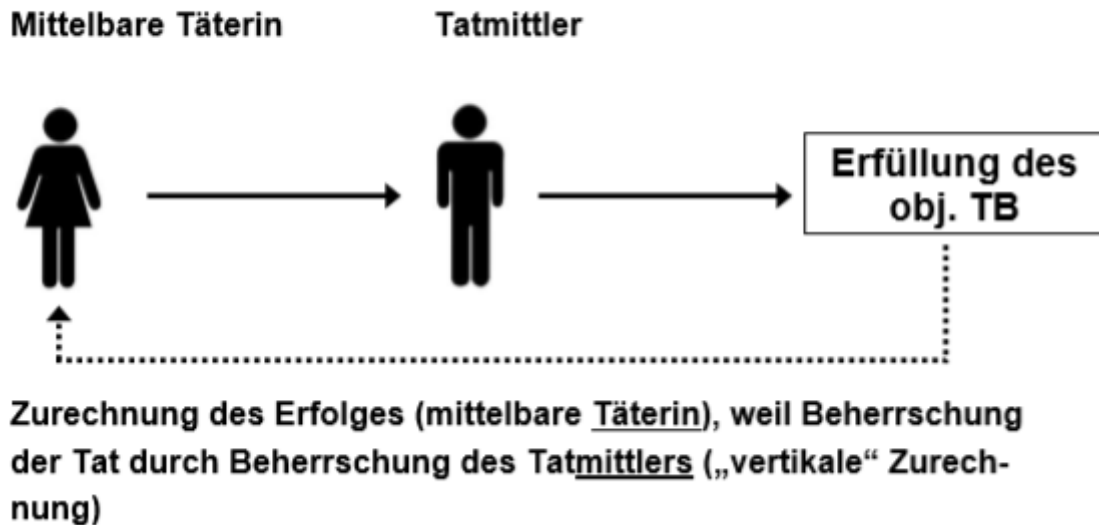 Mittelbare Täterin
Tatmittler
Erfüllung des
obj. TB
Zurechnung des Erfolges (mittelbare Täterin), weil Beherrschung
der Tat durch Beherrschung des Tatmittlers („vertikale“ Zurech-
nung)